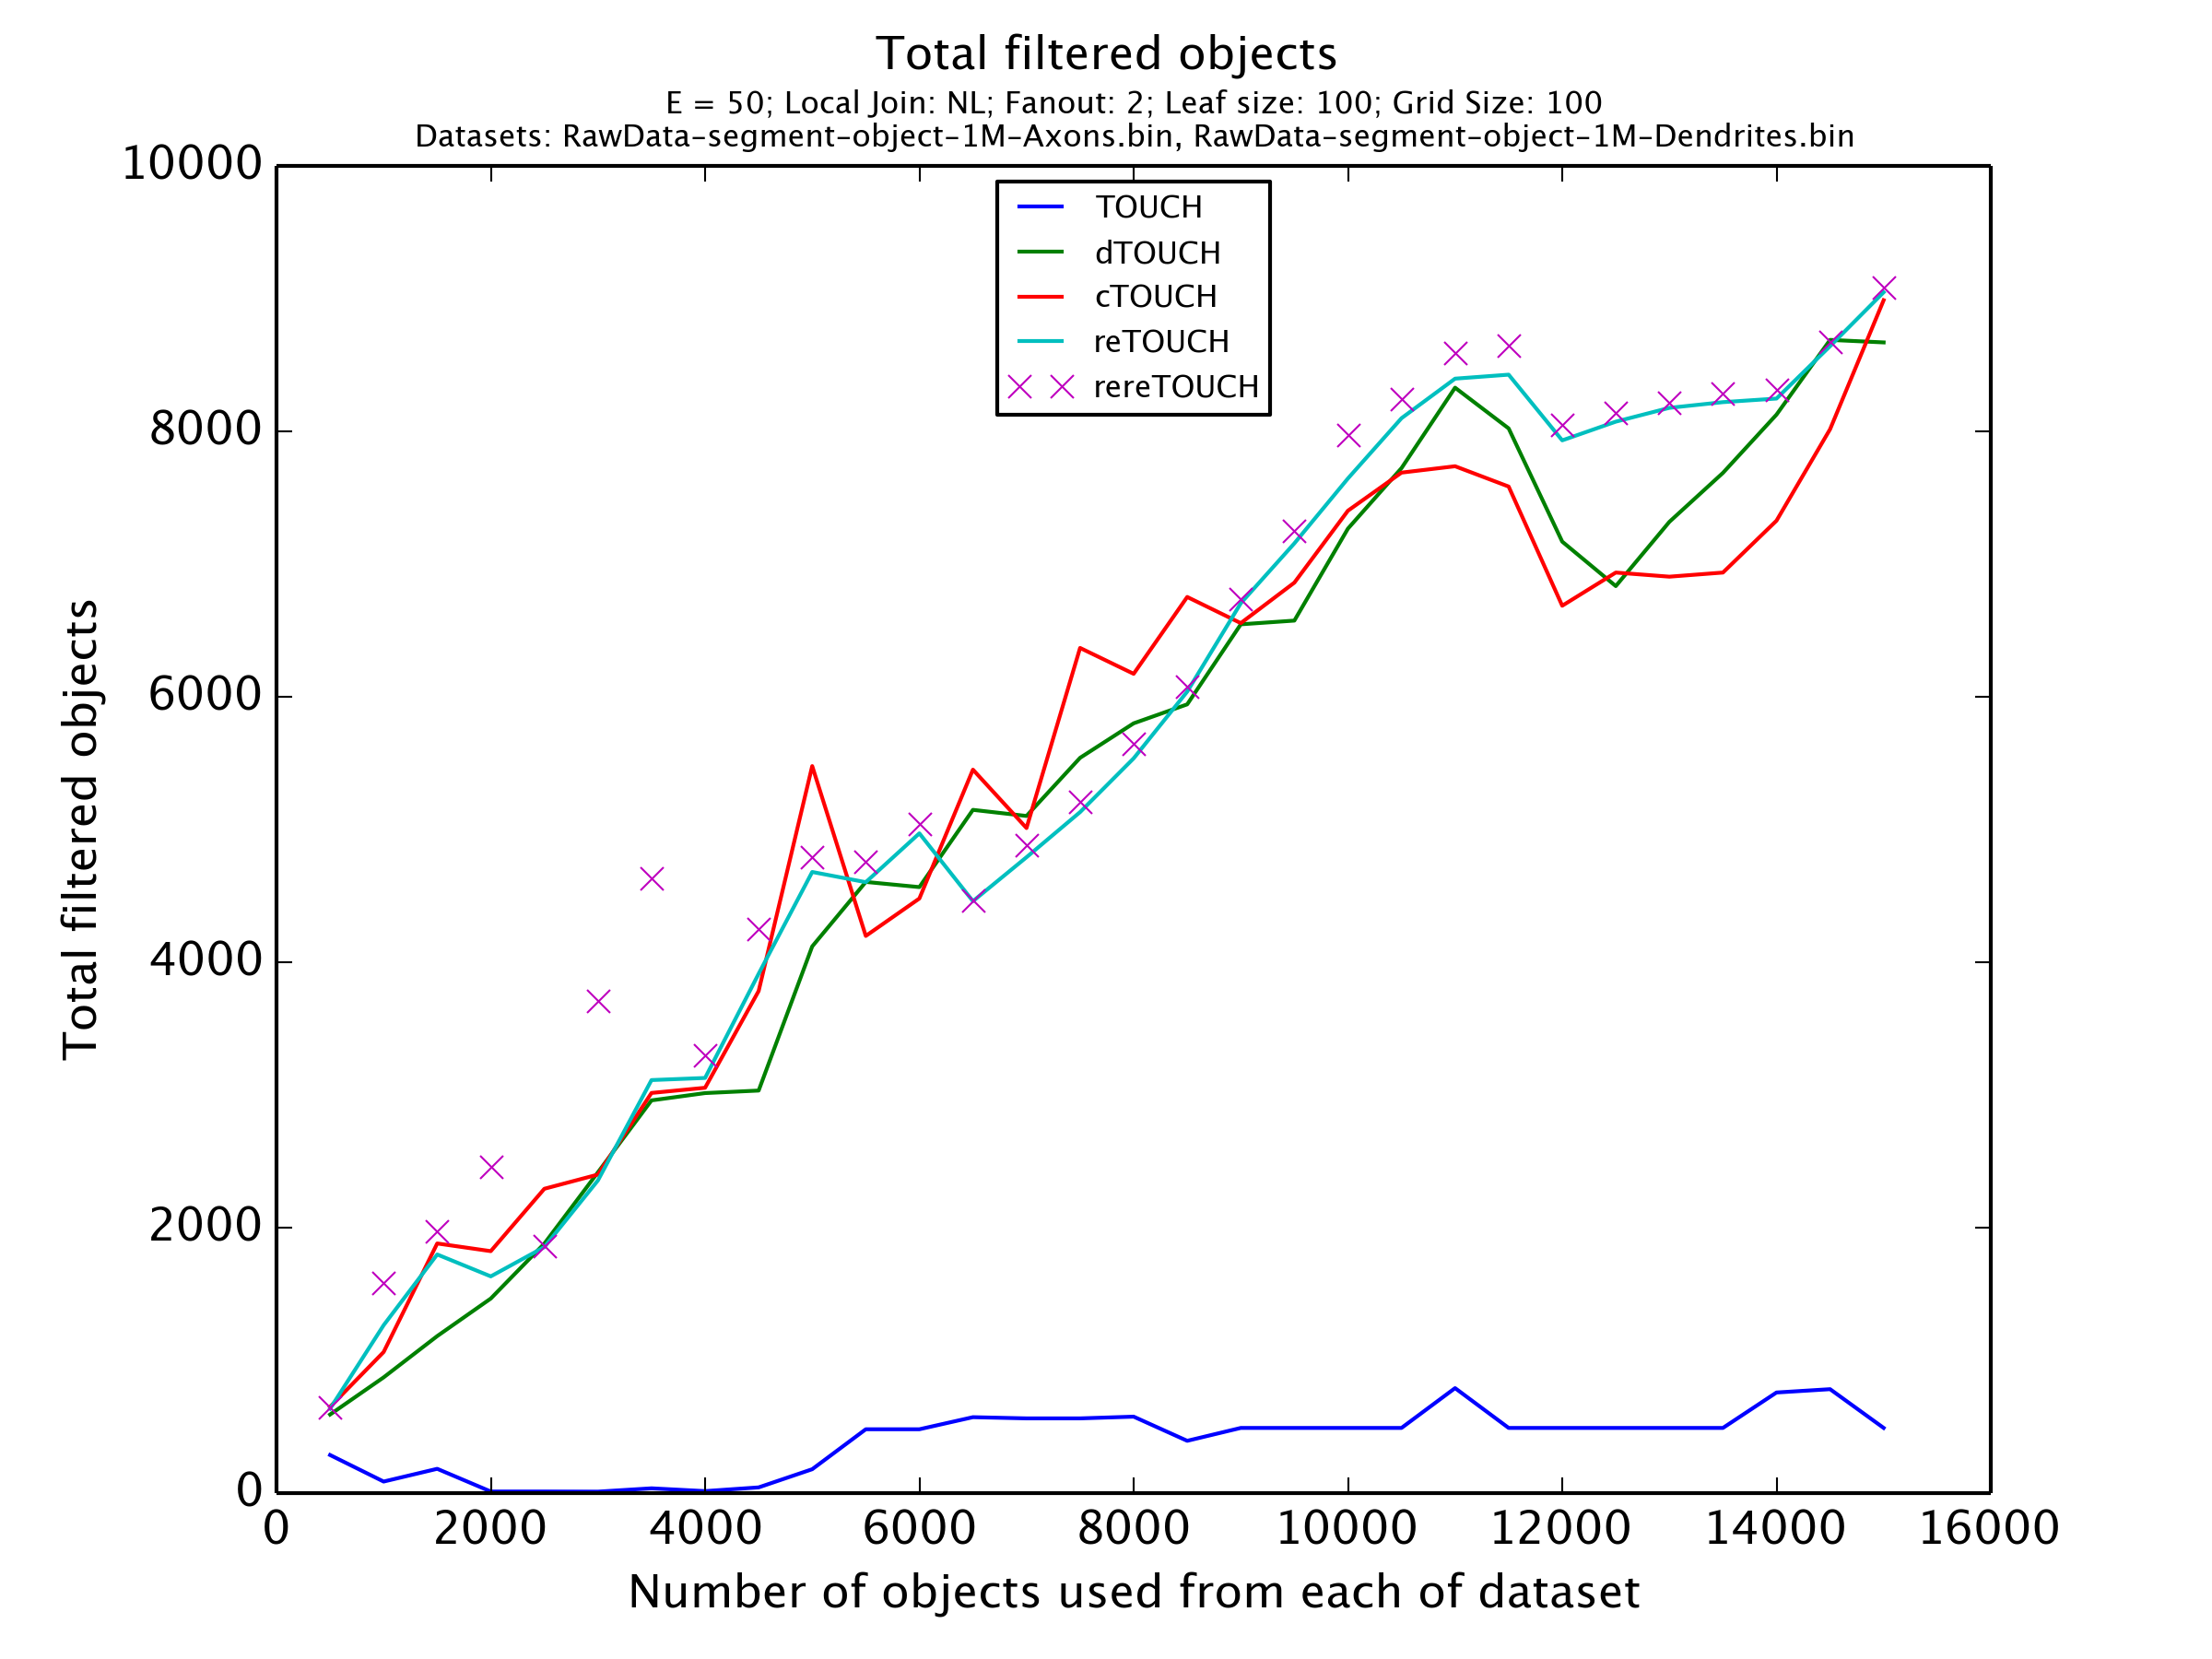 Total filtered objects
E = 50; Local Join: NL; Fanout: 2; Leaf size: 100; Grid Size: 100
Datasets: RawData-segment-object-1M-Axons.bin, RawData-segment-object-1M-Dendrites.bin
TOUCH
dTOUCH
cTOUCH
reTOUCH
rereTOUCH
Total filtered objects
10000
8000
6000
4000
2000
0
0 2000 4000 6000 8000 10000 12000 14000 16000
Number of objects used from each of dataset